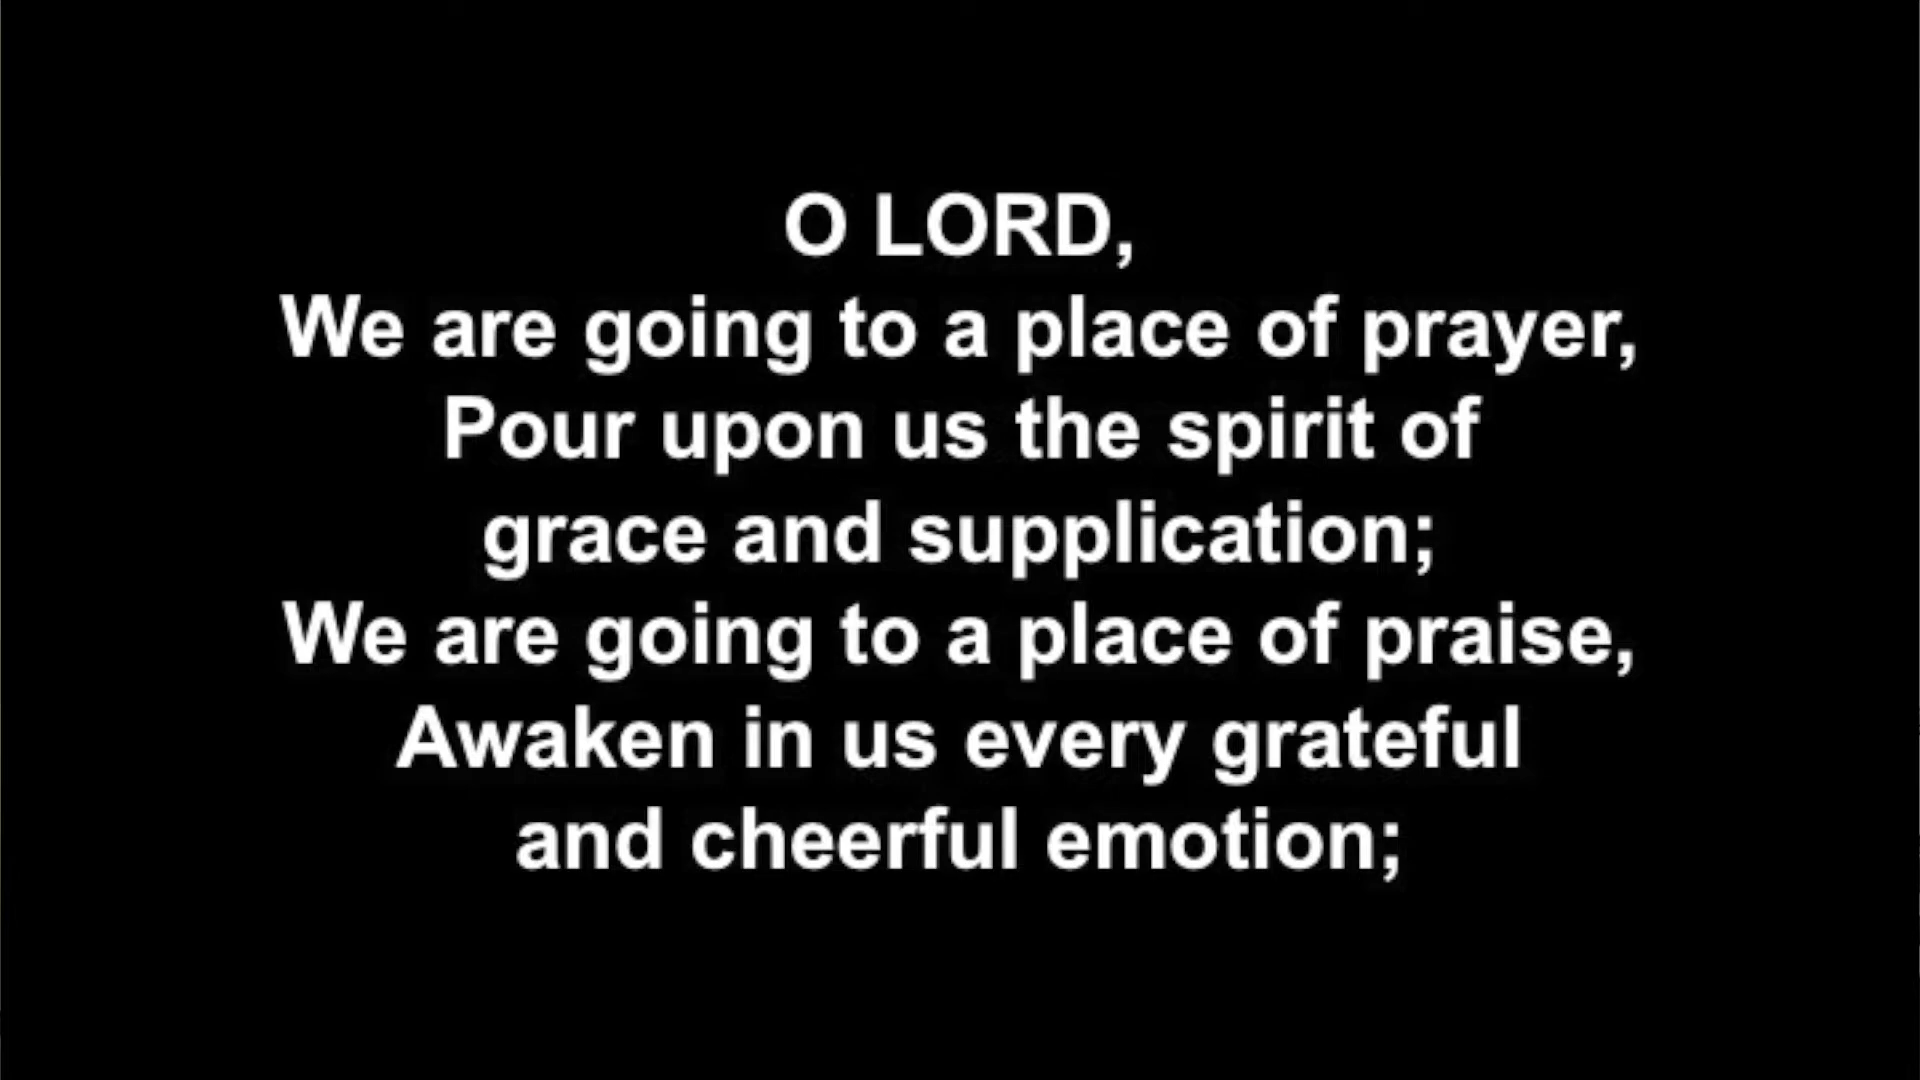 O LORD,
We are going to a place of prayer,
Pour upon us the spirit of
grace and supplication;
We are going to a place of praise,
Awaken in us every grateful
and cheerful emotion;